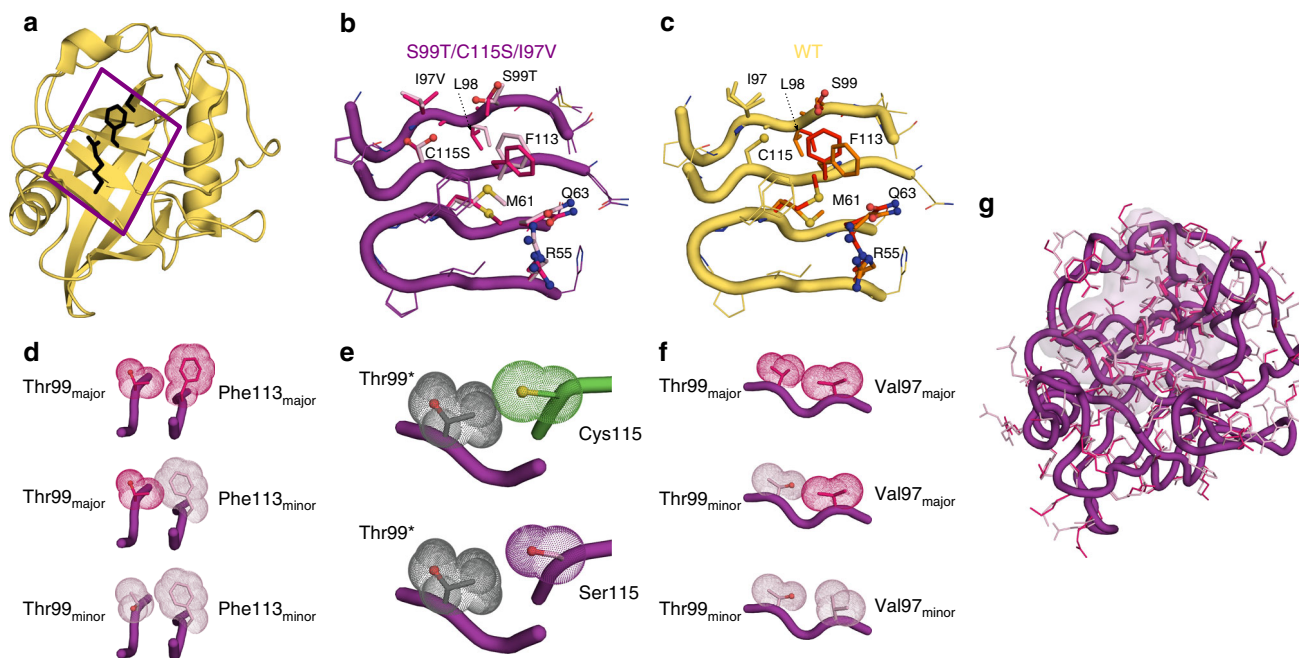 a
b
S99T/C115S/I97V
I97V
L98
S99T
F113
C115S
M61
Q63
R55
c
WT
I97
L98
S99
F113
C115
M61
Q63
R55
g
d
Thr99major
Phe113major
Thr99major
Phe113minor
Thr99minor
Phe113minor
e
Thr99*
Cys115
Thr99*
Ser115
f
Thr99major
Val97major
Thr99minor
Val97major
Thr99minor
Val97minor